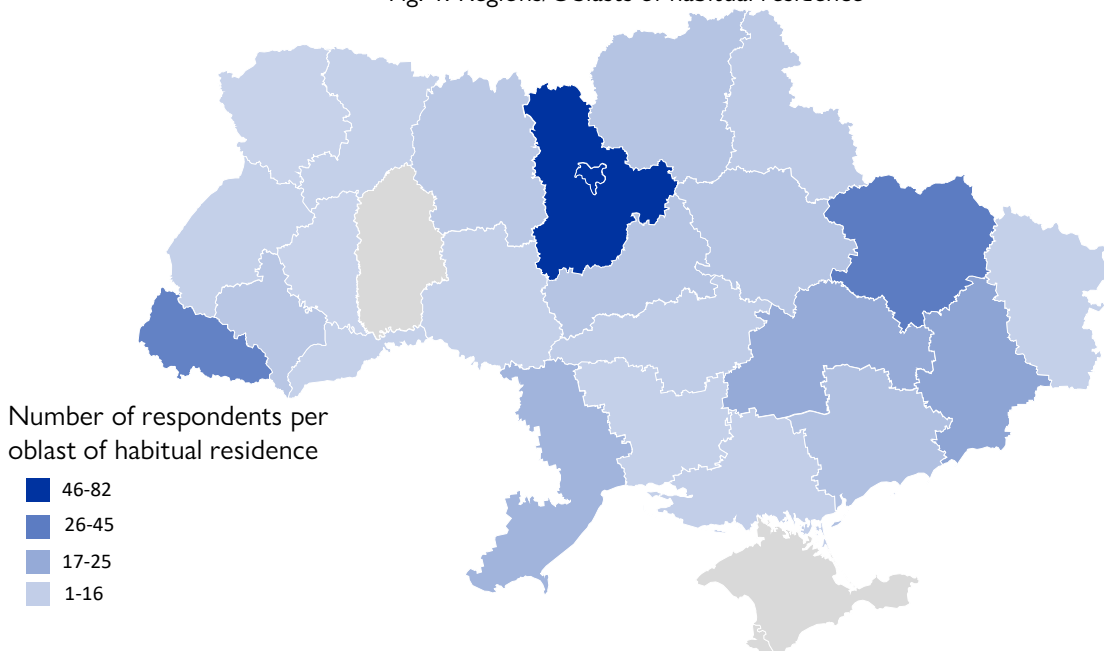 Number of respondents per
oblast of habitual residence
46-82
26-45
17-25
1-16